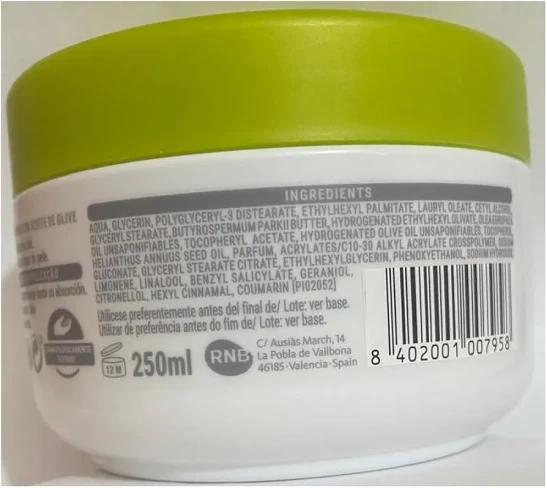 INGREDIENTS
AQUA, GLYCERIN, POLYGLYCERYL-3 DISTEARATE, ETHYLHEXYL PALMITATE, LAURYL OLEATE, CETYL ALCOHOL,
GLYCERYL STEARATE, BUTYROSPERMUM PARKII BUTTER, HYDROGENATED ETHYLHEXYL OLIVATE, OLEA EUROPAEA
OIL UNSAPONIFIABLES, TOCOPHERYL ACETATE, HYDROGENATED OLIVE OIL UNSAPONIFIABLES, TOCOPHEROL,
HELIANTHUS ANNUUS SEED OIL, PARFUM, ACRYLATES/C10-30 ALKYL ACRYLATE CROSSPOLYMER, SODIUM
GLUCONATE, GLYCERYL STEARATE CITRATE, ETHYLHEXYLGLYCERIN, PHENOXYETHANOL, SODIUM HYDROXIDE,
LIMONENE, LINALOOL, BENZYL SALICYLATE, GERANIOL,
CITRONELLOL, HEXYL CINNAMAL, COUMARIN [PI02052]
Utilícese preferentemente antes del final de/ Lote: ver base.
Utilizar de preferência antes do fim de/ Lote: ver base.
ACEITE DE OLIVE
absorción.
12 M
250ml
RNB
C/ Ausiàs March, 14
La Pobla de Vallbona
46185-Valencia-Spain
8 402001 007958